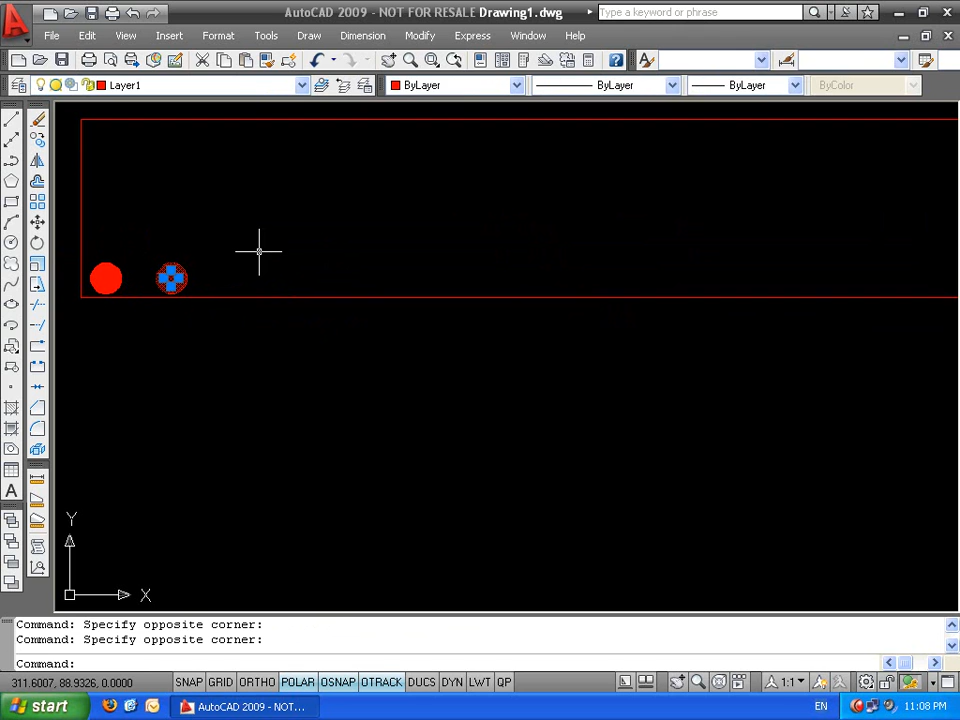 AutoCAD 2009 - NOT FOR RESALE Drawing1.dwg
Type a keyword or phrase
File Edit View Insert Format Tools Draw Dimension Modify Express Window Help
Layer1 ByLayer ByLayer ByLayer ByColor
A
Y
X
Command: Specify opposite corner:
Command: Specify opposite corner:
Command:
311.6007, 88.9326, 0.0000 SNAP GRID ORTHO POLAR OSNAP OTRACK DUCS DYN LWT QP 1:1
start AutoCAD 2009 - NOT... EN 11:08 PM